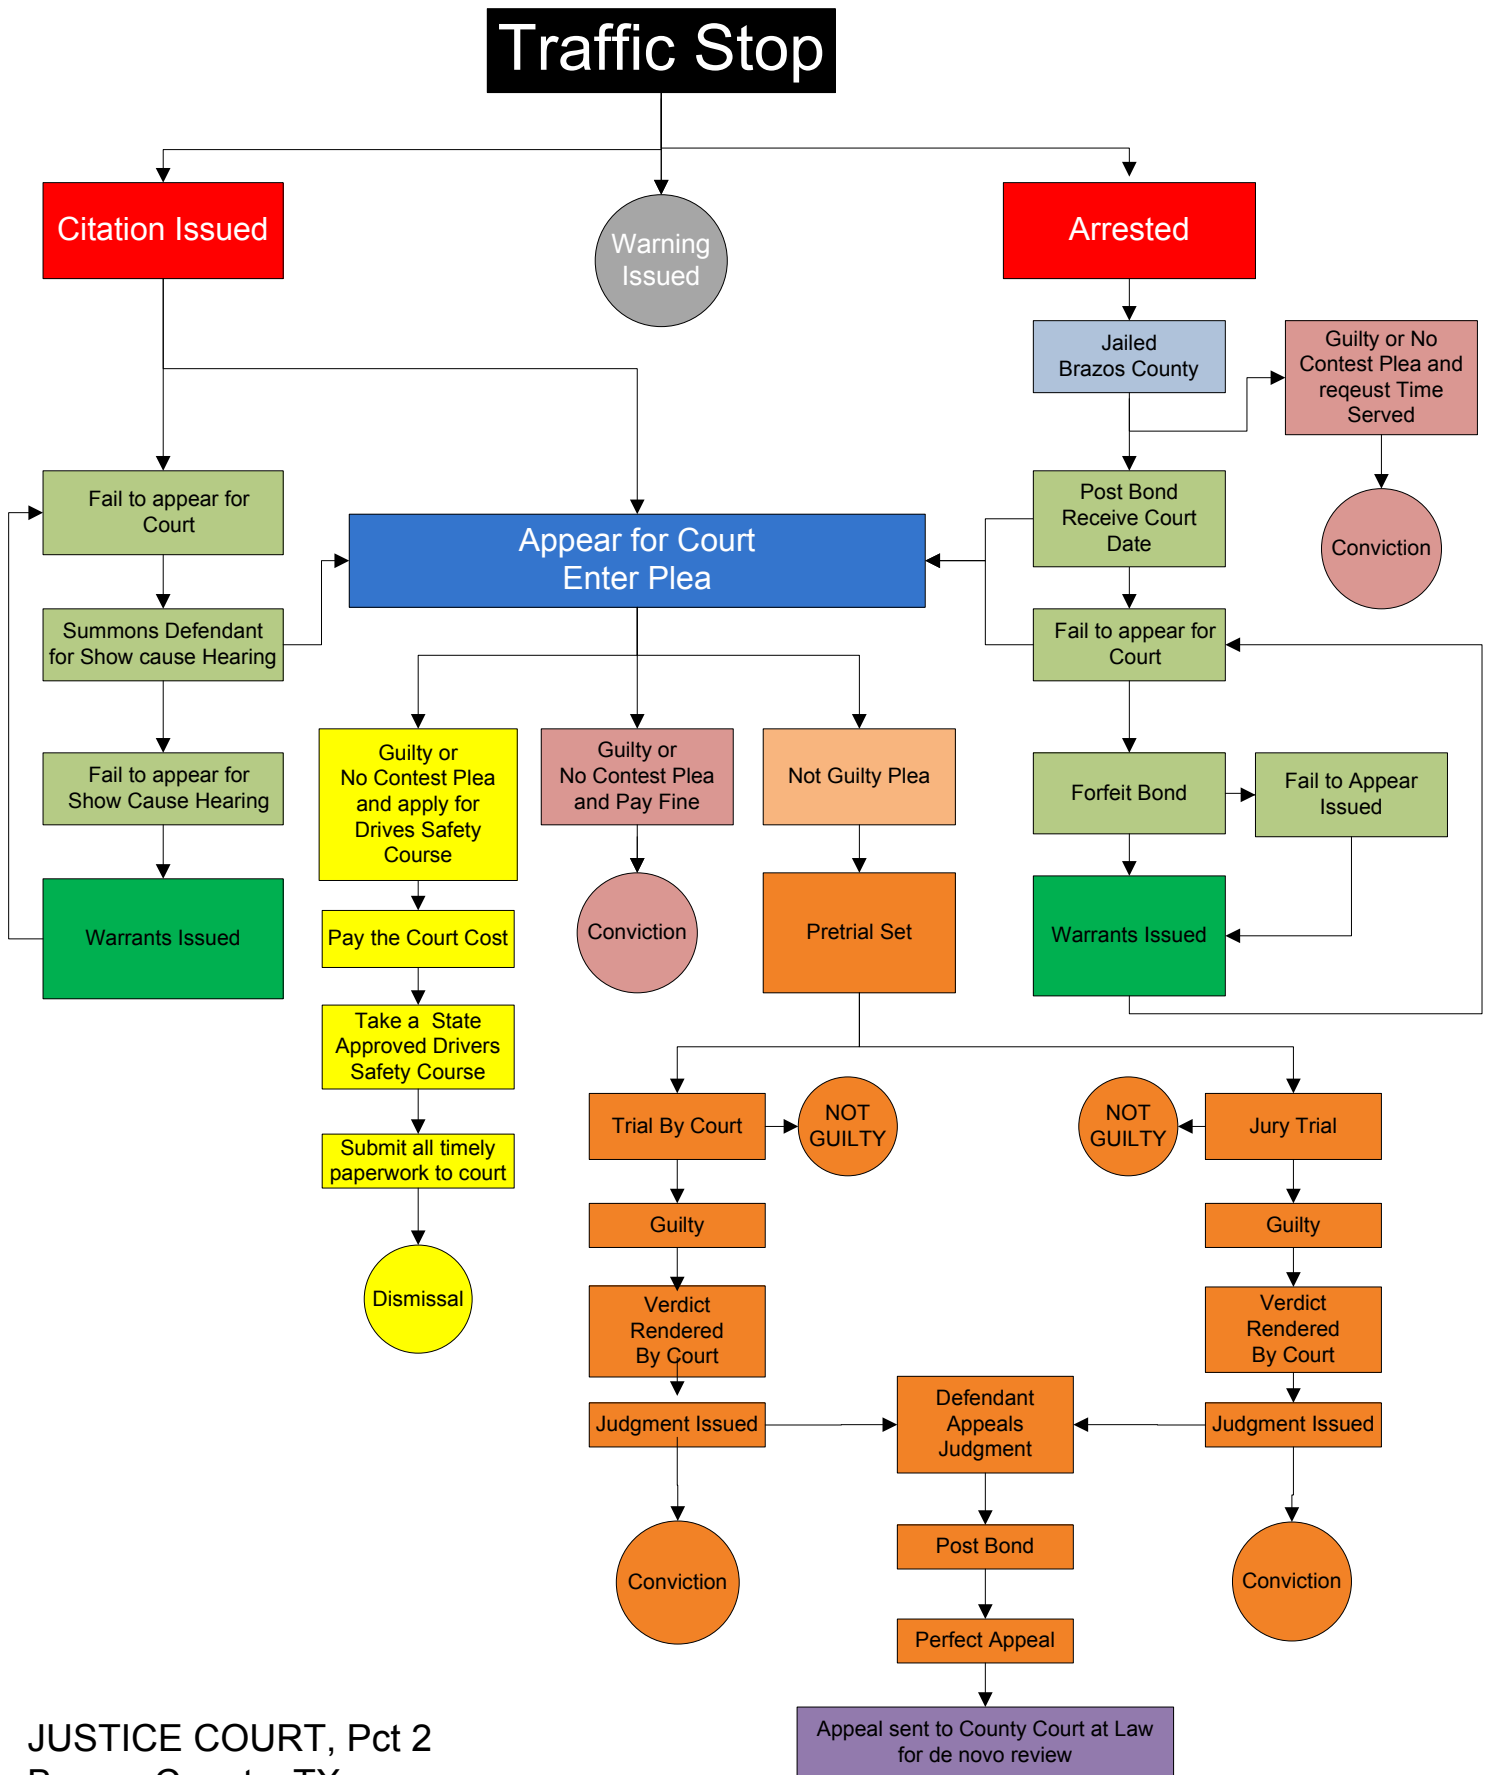 Traffic Stop
Citation Issued
Warning
Issued
Arrested
Jailed
Brazos County
Guilty or No
Contest Plea and
reqeust Time
Served
Fail to appear for
Court
Post Bond
Receive Court
Date
Conviction
Appear for Court
Enter Plea
Summons Defendant
for Show cause Hearing
Fail to appear for
Court
Guilty or
No Contest Plea
and apply for
Drives Safety
Course
Guilty or
No Contest Plea
and Pay Fine
Not Guilty Plea
Fail to appear for
Show Cause Hearing
Forfeit Bond
Fail to Appear
Issued
Warrants Issued
Pay the Court Cost
Conviction
Pretrial Set
Warrants Issued
Take a  State
Approved Drivers
Safety Course
Trial By Court
NOT
GUILTY
NOT
GUILTY
Jury Trial
Submit all timely
paperwork to court
Guilty
Guilty
Dismissal
Verdict
Rendered
By Court
Verdict
Rendered
By Court
Judgment Issued
Defendant
Appeals
Judgment
Judgment Issued
Post Bond
Conviction
Conviction
Perfect Appeal
Appeal sent to County Court at Law
for de novo review
JUSTICE COURT, Pct 2